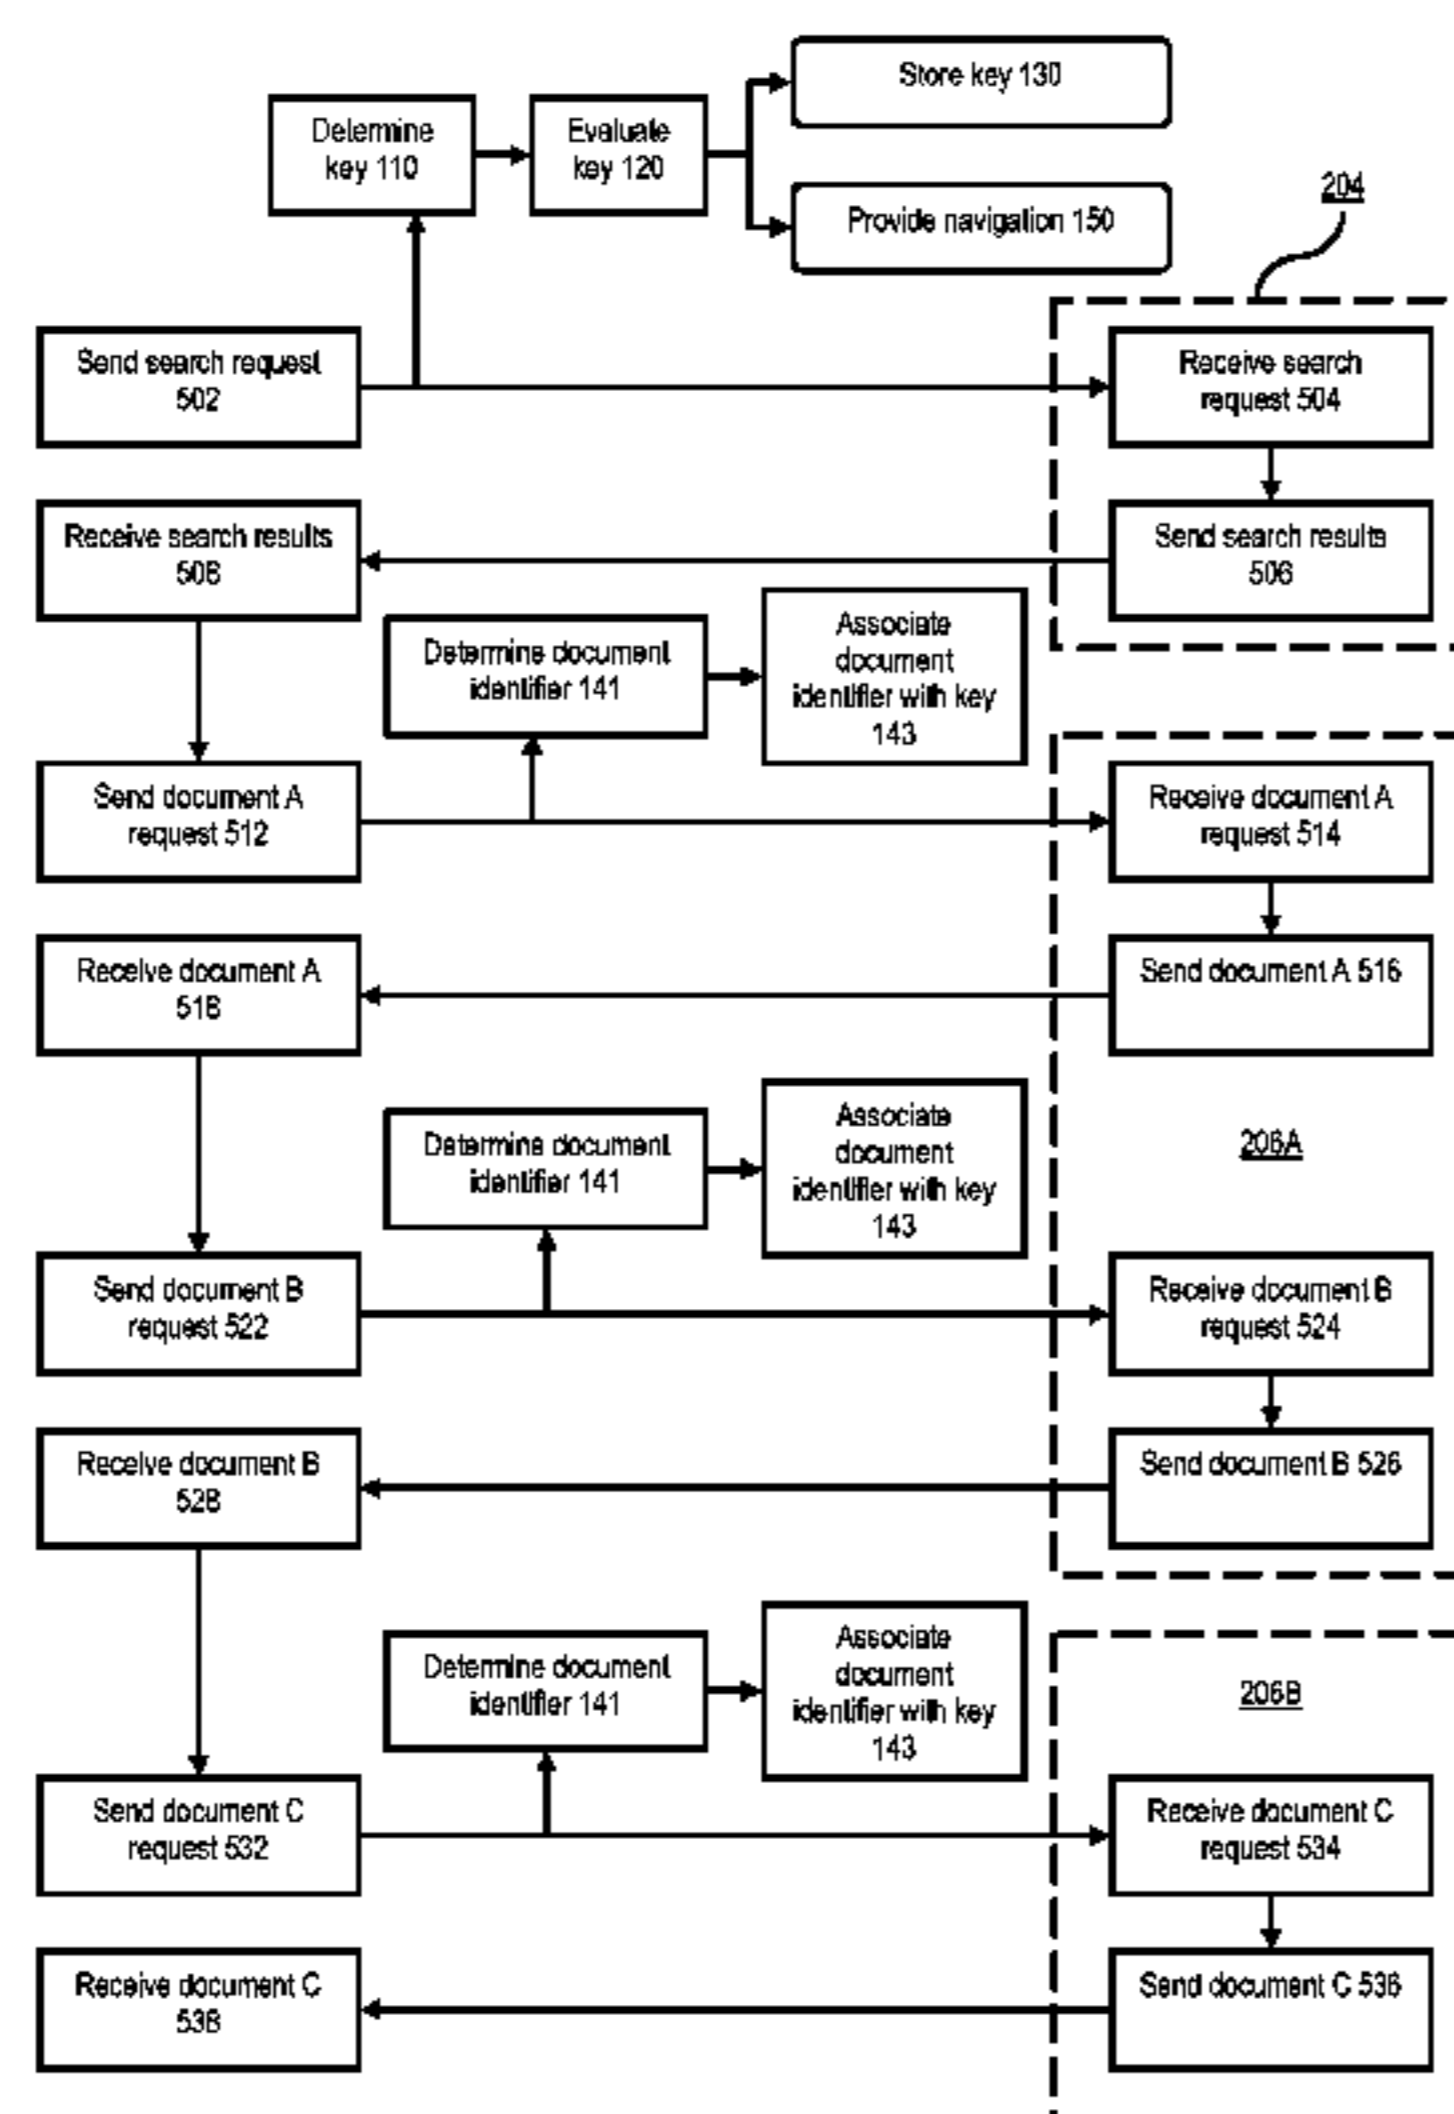 Store key 130
Determine
key 110
Evaluate
key 120
Provide navigation 150
204
Send search request
502
Receive search
request 504
Receive search results
508
Send search results
506
Determine document
identifier 141
Associate
document
identifier with key
143
Send document A
request 512
Receive document A
request 514
Receive document A
518
Send document A 516
Determine document
identifier 141
Associate
document
identifier with key
143
206A
Send document B
request 522
Receive document B
request 524
Receive document B
528
Send document B 526
Determine document
identifier 141
Associate
document
identifier with key
143
206B
Send document C
request 532
Receive document C
request 534
Receive document C
538
Send document C 536